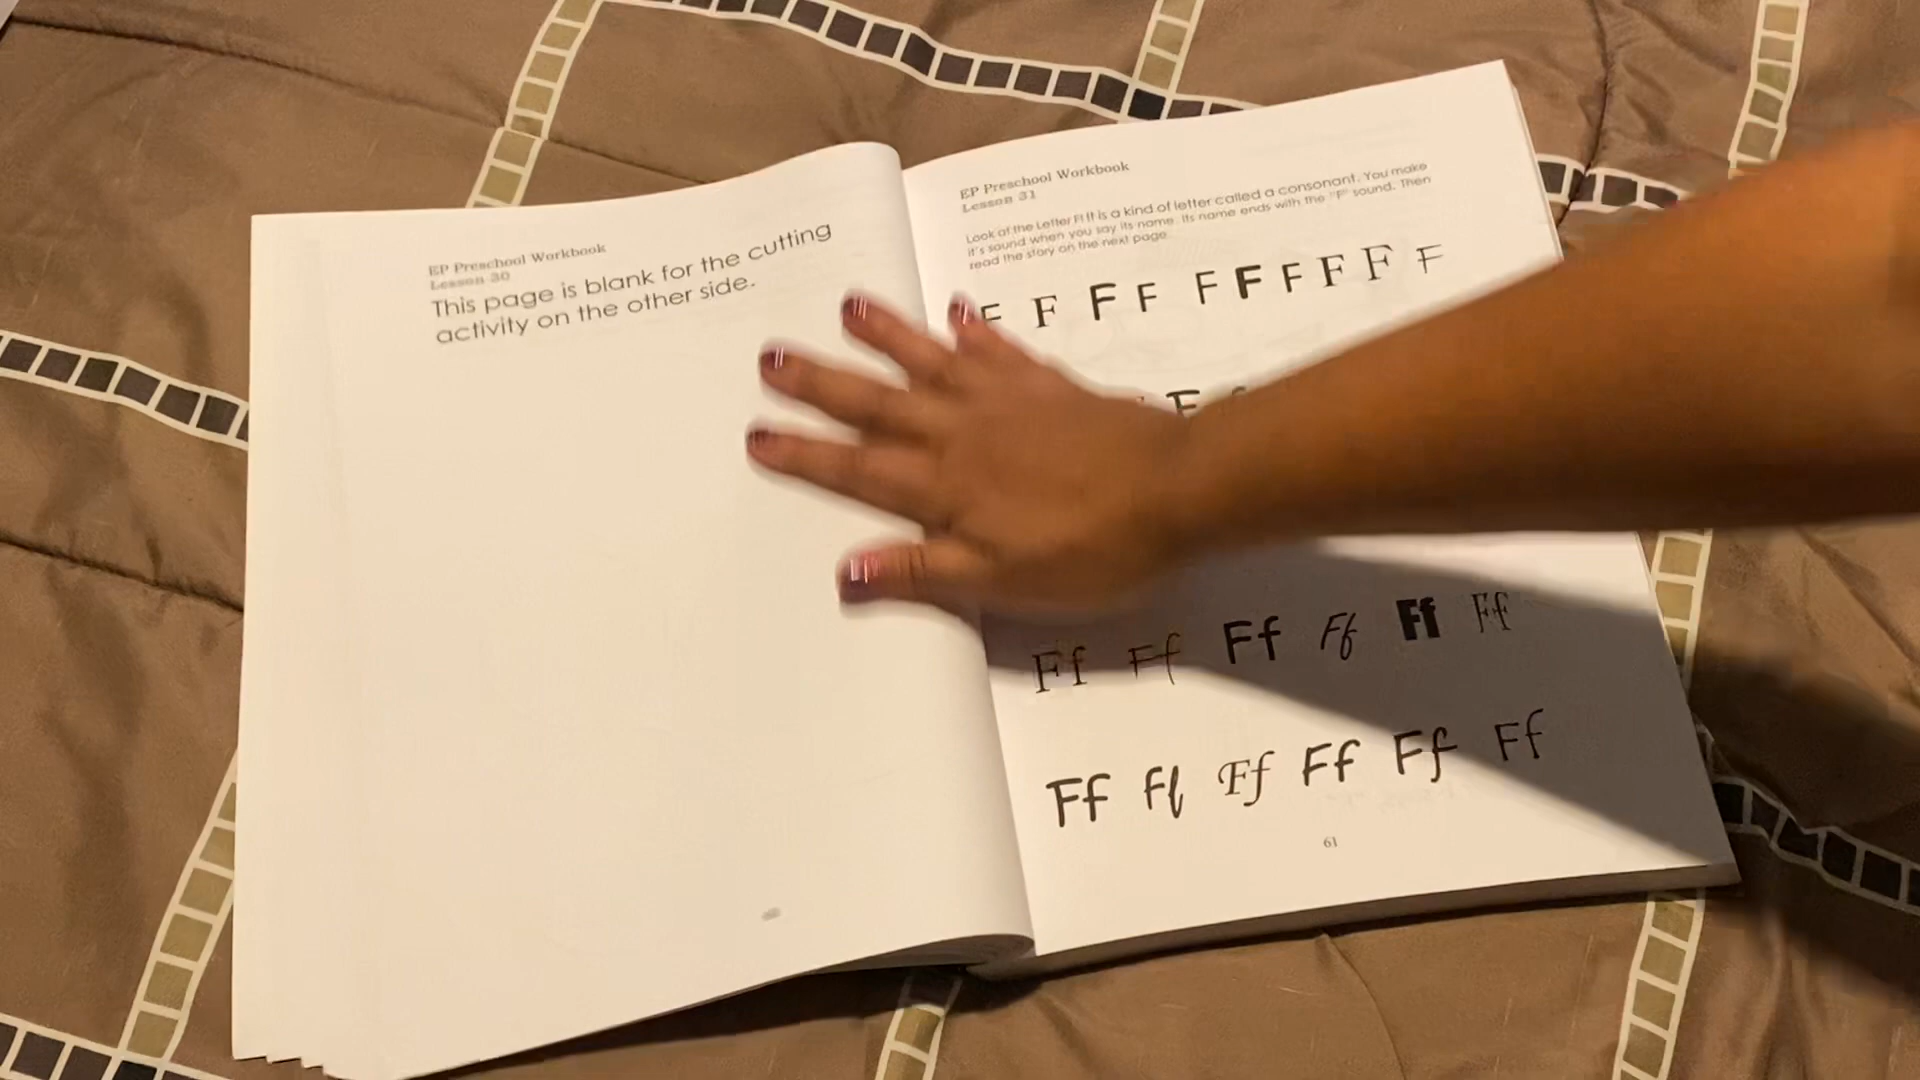 EP Preschool Workbook
Lesson 30
This page is blank for the cutting
activity on the other side.
EP Preschool Workbook
Lesson 31
Look at the Letter F! It is a kind of letter called a consonant. You make
it's sound when you say its name. Its name ends with the "F" sound. Then
read the story on the next page.
F F F F F F F F F F
F
Ff Ff Ff Ff Ff Ff
Ff Ff Ff Ff Ff Ff
61